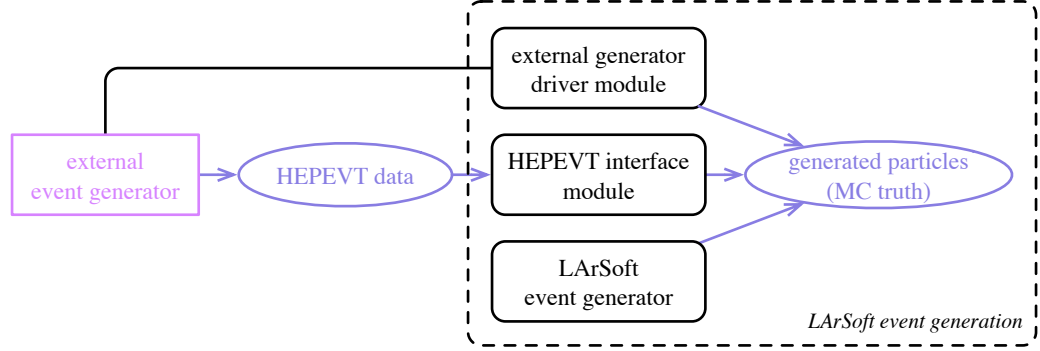 external generator
driver module
external
event generator
HEPEVT data
HEPEVT interface
module
generated particles
(MC truth)
LArSoft
event generator
LArSoft event generation